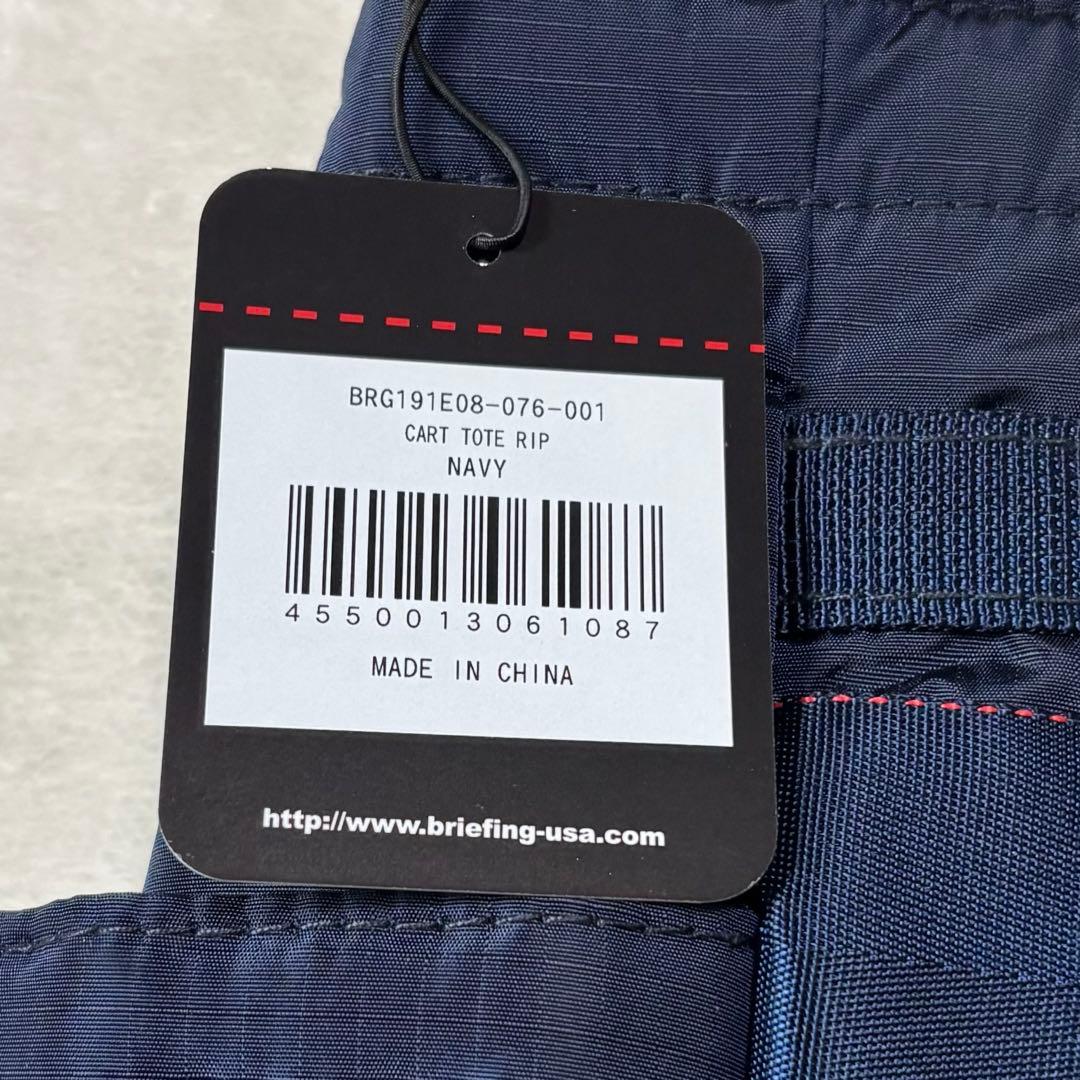 BRG191E08-076-001
CART TOTE RIP
NAVY
4550013061087
MADE IN CHINA
http://www.briefing-usa.com